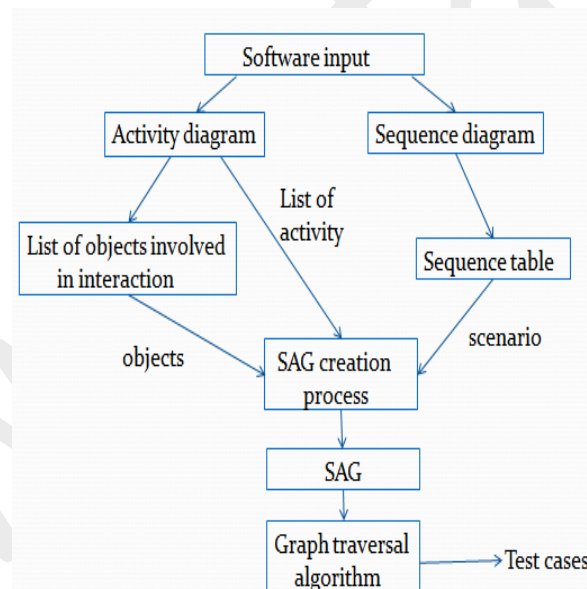 Software input
Activity diagram
Sequence diagram
List of
activity
List of objects involved
in interaction
Sequence table
objects
scenario
SAG creation
process
SAG
Graph traversal
algorithm
Test cases